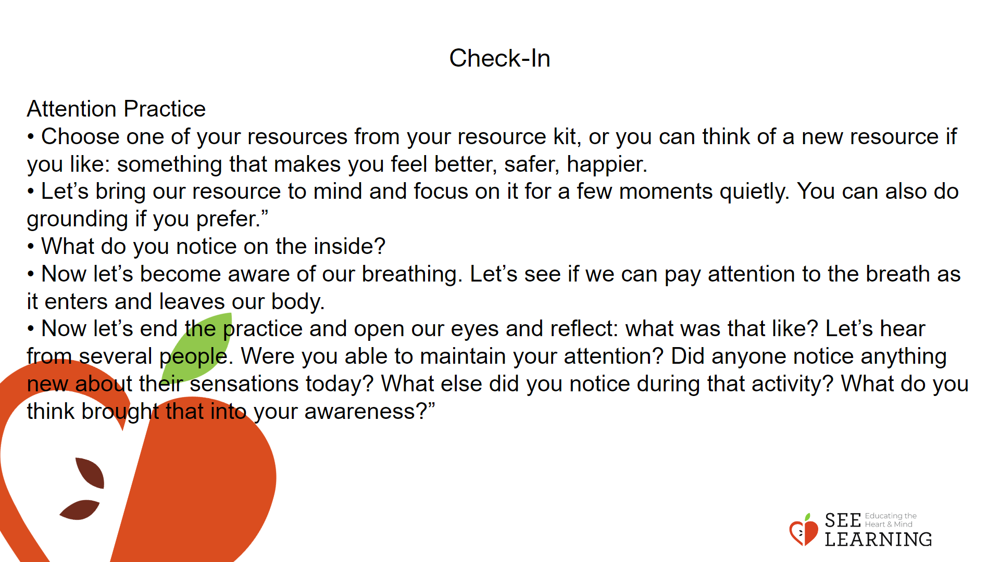 Check-In
Attention Practice
• Choose one of your resources from your resource kit, or you can think of a new resource if
you like: something that makes you feel better, safer, happier.
• Let’s bring our resource to mind and focus on it for a few moments quietly. You can also do
grounding if you prefer.”
• What do you notice on the inside?
• Now let’s become aware of our breathing. Let’s see if we can pay attention to the breath as
it enters and leaves our body.
• Now let’s end the practice and open our eyes and reflect: what was that like? Let’s hear
from several people. Were you able to maintain your attention? Did anyone notice anything
new about their sensations today? What else did you notice during that activity? What do you
think brought that into your awareness?”
SEE
Educating the
Heart & Mind
LEARNING